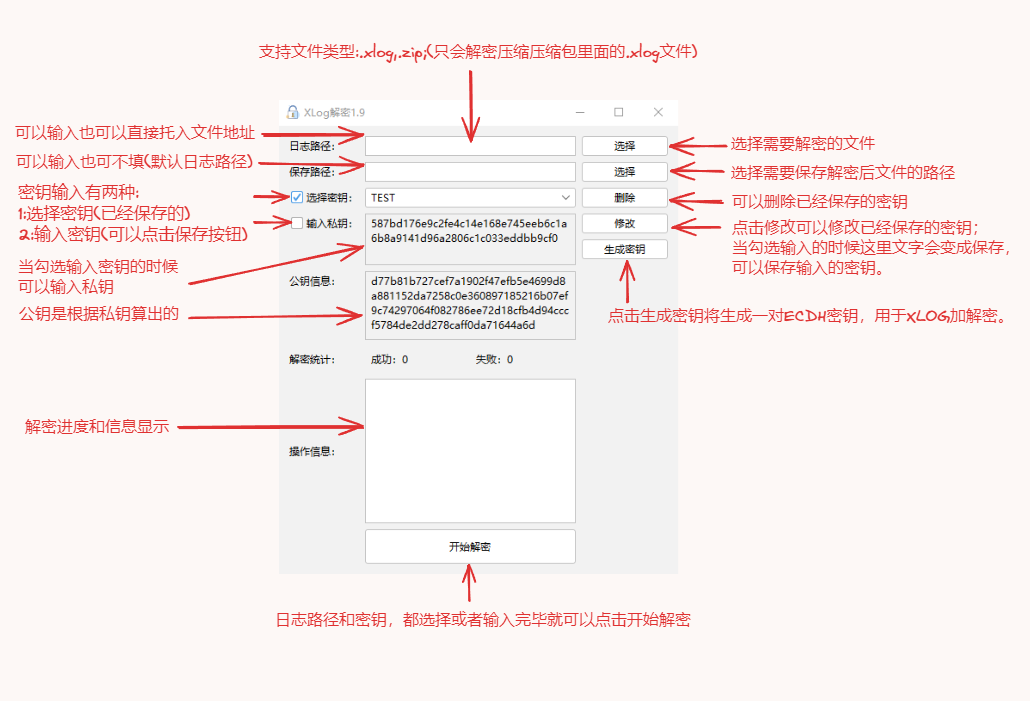 支持文件类型:.xlog,.zip;(只会解密压缩压缩包里面的.xlog文件)
XLog解密1.9
可以输入也可以直接托入文件地址
日志路径:
选择
选择需要解密的文件
可以输入也可不填(默认日志路径)
保存路径:
选择
选择需要保存解密后文件的路径
密钥输入有两种:
1:选择密钥(已经保存的)
2:输入密钥(可以点击保存按钮)
选择密钥:
TEST
删除
可以删除已经保存的密钥
输入私钥:
587bd176e9c2fe4c14e168e745eeb6c1a
6b8a9141d96a2806c1c033eddbb9cf0
修改
点击修改可以修改已经保存的密钥;
当勾选输入的时候这里文字会变成保存,
可以保存输入的密钥。
生成密钥
当勾选输入密钥的时候
可以输入私钥
公钥信息:
d77b81b727cef7a1902f47efb5e4699d8
a881152da7258c0e360897185216b07ef
9c74297064f082786ee72d18cfb4d94ccc
f5784de2dd278caff0da71644a6d
公钥是根据私钥算出的
点击生成密钥将生成一对ECDH密钥，用于XLOG,加解密。
解密统计:
成功: 0
失败: 0
解密进度和信息显示
操作信息:
开始解密
日志路径和密钥，都选择或者输入完毕就可以点击开始解密